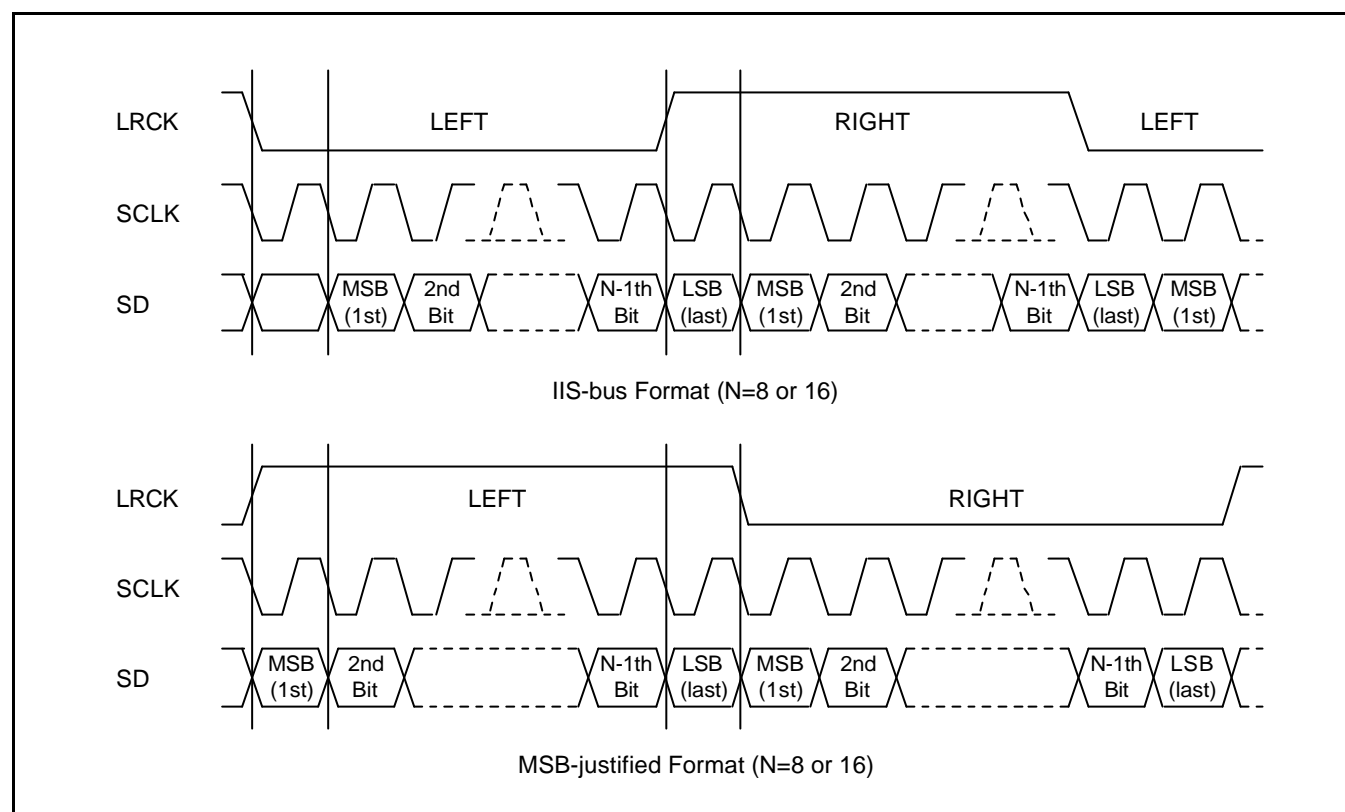 LRCK LEFT RIGHT LEFT
SCLK
SD MSB (1st) 2nd Bit N-1th Bit LSB (last) MSB (1st) 2nd Bit N-1th Bit LSB (last) MSB (1st)
IIS-bus Format (N=8 or 16)
LRCK LEFT RIGHT
SCLK
SD MSB (1st) 2nd Bit N-1th Bit LSB (last) MSB (1st) 2nd Bit N-1th Bit LSB (last)
MSB-justified Format (N=8 or 16)